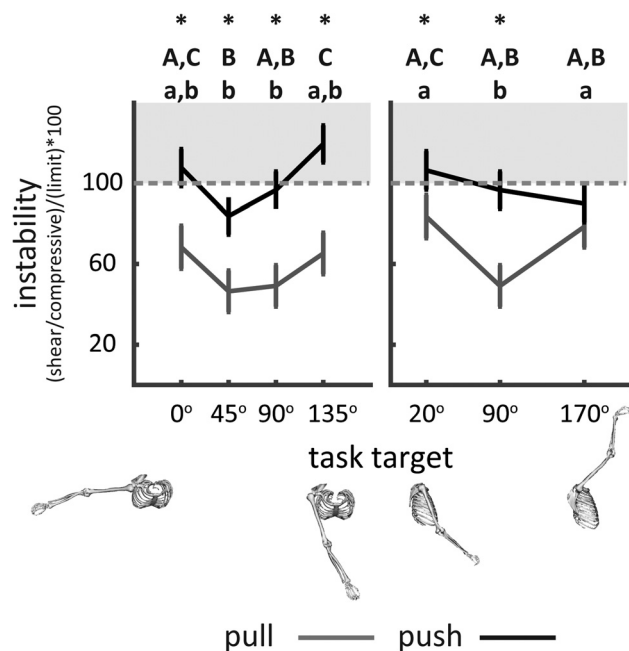 * * * * * *
A,C B A,B C A,C A,B A,B
a,b b b a,b a b a
instability
(shear/compressive)/(limit)*100
100
60
20
0° 45° 90° 135° 20° 90° 170°
task target
pull push